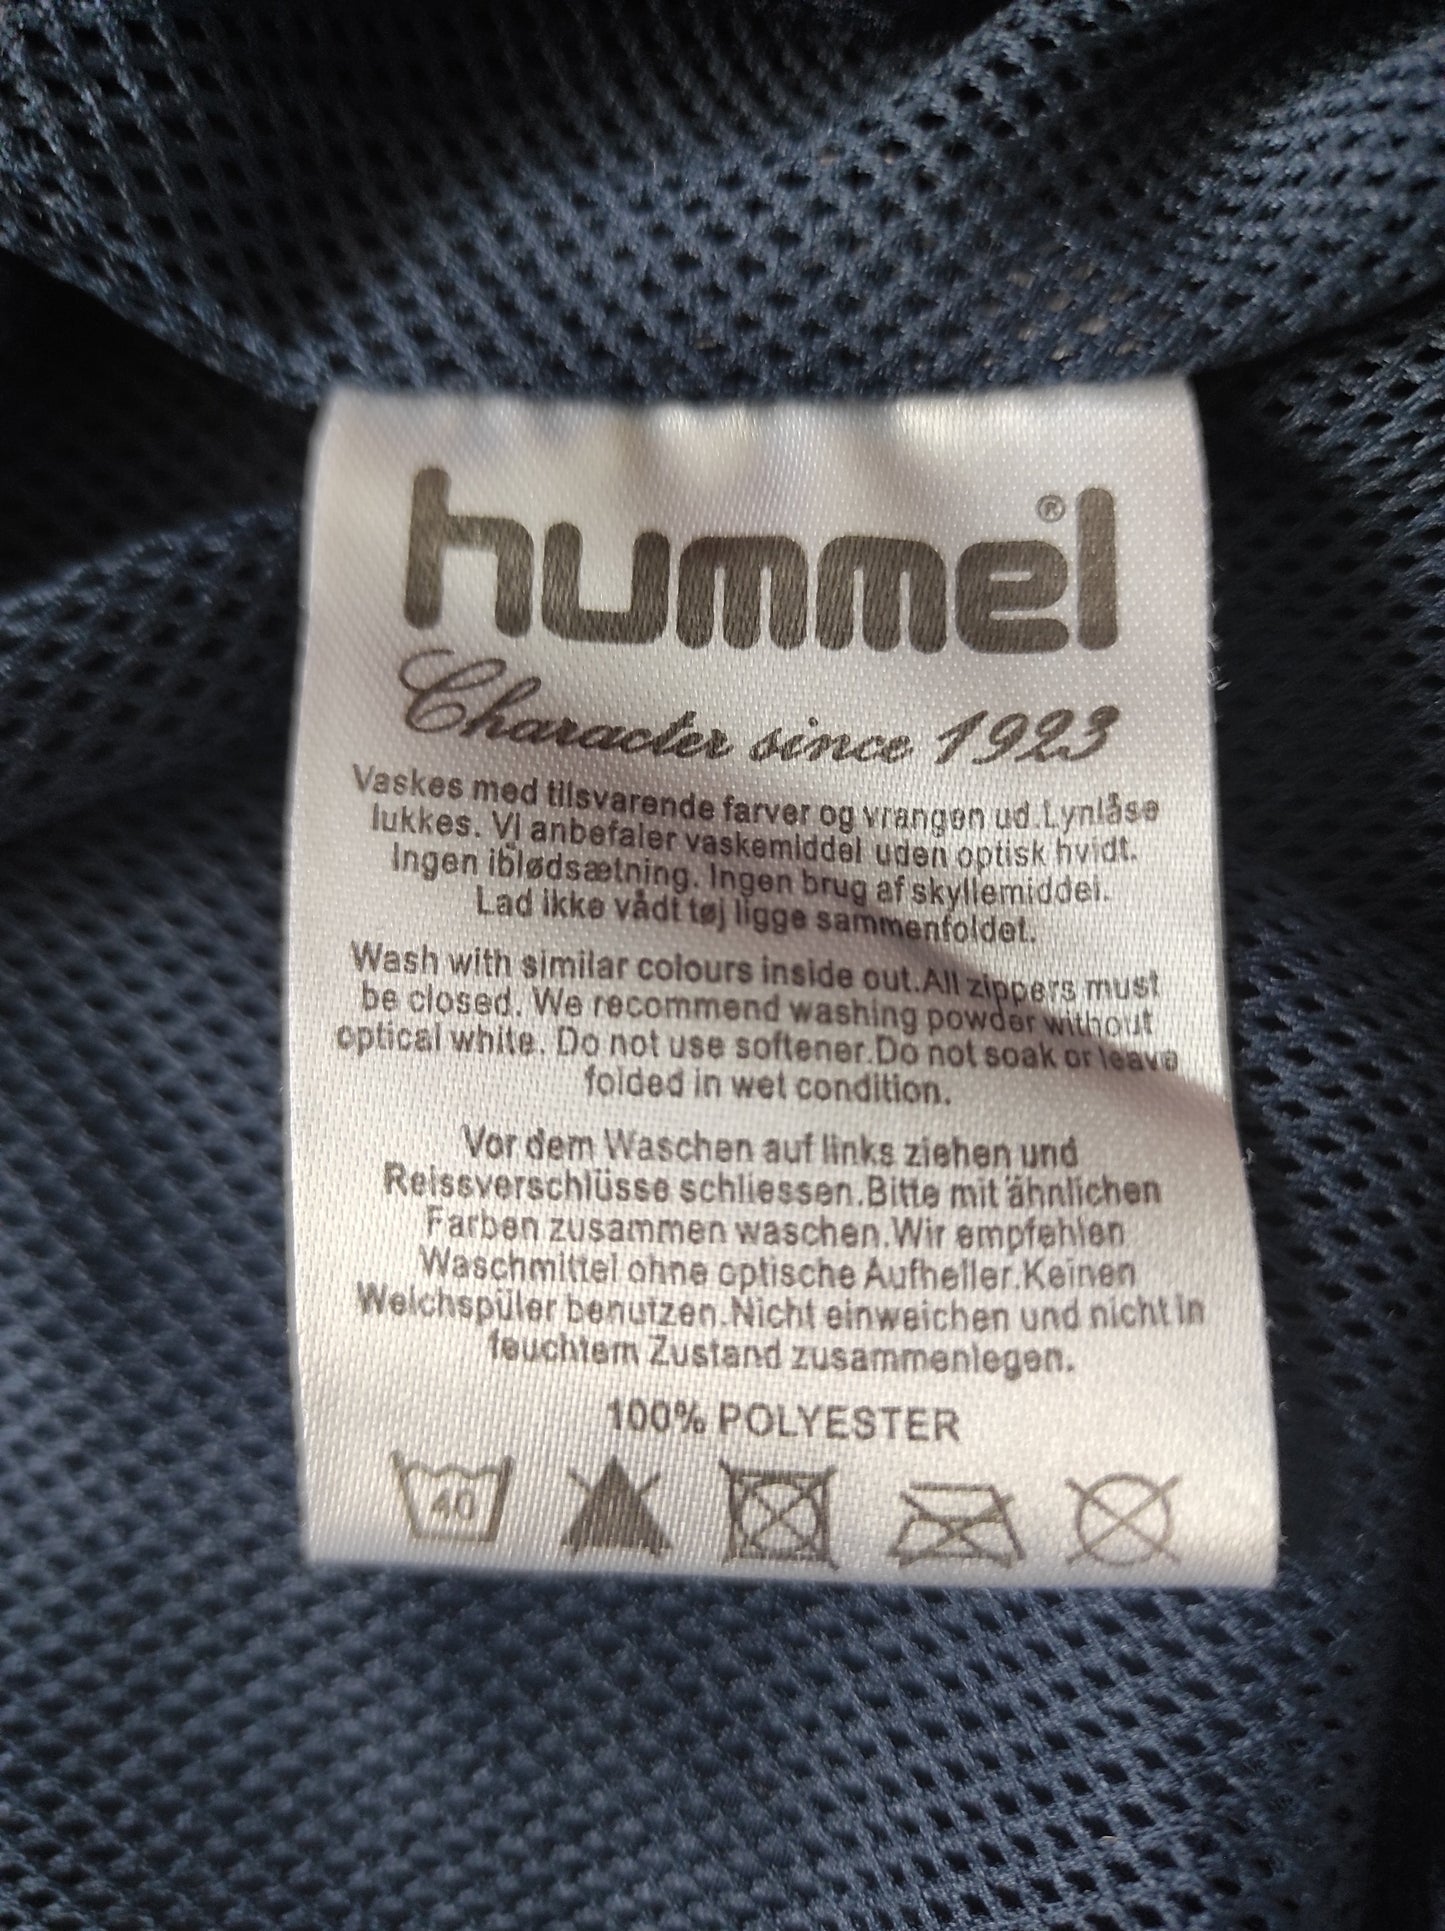 hummel®
Character since 1923
Vaskes med tilsvarende farver og vrangen ud.Lynlåse
lukkes. Vi anbefaler vaskemiddel uden optisk hvidt.
Ingen iblødsætning. Ingen brug af skyllemiddel.
Lad ikke vådt tøj ligge sammenfoldet.
Wash with similar colours inside out.All zippers must
be closed. We recommend washing powder without
optical white. Do not use softener.Do not soak or leave
folded in wet condition.
Vor dem Waschen auf links ziehen und
Reissverschlüsse schliessen.Bitte mit ähnlichen
Farben zusammen waschen.Wir empfehlen
Waschmittel ohne optische Aufheller.Keinen
Weichspüler benutzen.Nicht einweichen und nicht in
feuchtem Zustand zusammenlegen.
100% POLYESTER
40